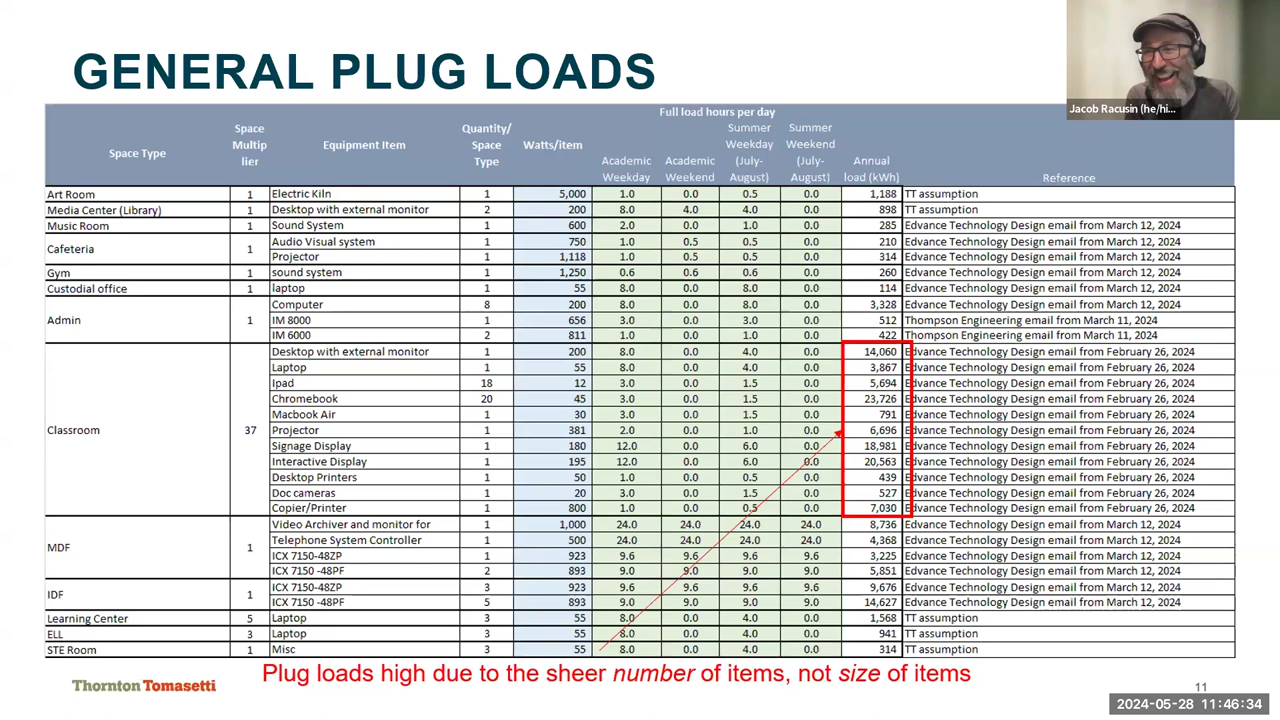 GENERAL PLUG LOADS
Jacob Racusin (he/hi...
Full load hours per day
Space Type | Space Multip lier | Equipment Item | Quantity/ Space Type | Watts/item | Academic Weekday | Academic Weekend | Summer Weekday (July-August) | Summer Weekend (July-August) | Annual load (kWh) | Reference
Art Room | 1 | Electric Kiln | 1 | 5,000 | 1.0 | 0.0 | 0.5 | 0.0 | 1,188 | TT assumption
Media Center (Library) | 1 | Desktop with external monitor | 2 | 200 | 8.0 | 4.0 | 4.0 | 0.0 | 898 | TT assumption
Music Room | 1 | Sound System | 1 | 600 | 2.0 | 0.0 | 1.0 | 0.0 | 285 | Edvance Technology Design email from March 12, 2024
Cafeteria | 1 | Audio Visual system | 1 | 750 | 1.0 | 0.5 | 0.5 | 0.0 | 210 | Edvance Technology Design email from March 12, 2024
Projector | 1 | 1,118 | 1.0 | 0.5 | 0.5 | 0.0 | 314 | Edvance Technology Design email from March 12, 2024
Gym | 1 | sound system | 1 | 1,250 | 0.6 | 0.6 | 0.6 | 0.0 | 260 | Edvance Technology Design email from March 12, 2024
Custodial office | 1 | laptop | 1 | 55 | 8.0 | 0.0 | 8.0 | 0.0 | 114 | Edvance Technology Design email from March 12, 2024
Admin | 1 | Computer | 8 | 200 | 8.0 | 0.0 | 8.0 | 0.0 | 3,328 | Edvance Technology Design email from March 12, 2024
IM 8000 | 1 | 656 | 3.0 | 0.0 | 3.0 | 0.0 | 512 | Thompson Engineering email from March 11, 2024
IM 6000 | 2 | 811 | 1.0 | 0.0 | 1.0 | 0.0 | 422 | Thompson Engineering email from March 11, 2024
Classroom | 37 | Desktop with external monitor | 1 | 200 | 8.0 | 0.0 | 4.0 | 0.0 | 14,060 | Edvance Technology Design email from February 26, 2024
Laptop | 1 | 55 | 8.0 | 0.0 | 4.0 | 0.0 | 3,867 | Edvance Technology Design email from February 26, 2024
Ipad | 18 | 12 | 3.0 | 0.0 | 1.5 | 0.0 | 5,694 | Edvance Technology Design email from February 26, 2024
Chromebook | 20 | 45 | 3.0 | 0.0 | 1.5 | 0.0 | 23,726 | Edvance Technology Design email from February 26, 2024
Macbook Air | 1 | 30 | 3.0 | 0.0 | 1.5 | 0.0 | 791 | Edvance Technology Design email from February 26, 2024
Projector | 1 | 381 | 2.0 | 0.0 | 1.0 | 0.0 | 6,696 | Edvance Technology Design email from February 26, 2024
Signage Display | 1 | 180 | 12.0 | 0.0 | 6.0 | 0.0 | 18,981 | Edvance Technology Design email from February 26, 2024
Interactive Display | 1 | 195 | 12.0 | 0.0 | 6.0 | 0.0 | 20,563 | Edvance Technology Design email from February 26, 2024
Desktop Printers | 1 | 50 | 1.0 | 0.0 | 0.5 | 0.0 | 439 | Edvance Technology Design email from February 26, 2024
Doc cameras | 1 | 20 | 3.0 | 0.0 | 1.5 | 0.0 | 527 | Edvance Technology Design email from February 26, 2024
Copier/Printer | 1 | 800 | 1.0 | 0.0 | 0.5 | 0.0 | 7,030 | Edvance Technology Design email from February 26, 2024
MDF | 1 | Video Archiver and monitor for | 1 | 1,000 | 24.0 | 24.0 | 24.0 | 24.0 | 8,736 | Edvance Technology Design email from March 12, 2024
Telephone System Controller | 1 | 500 | 24.0 | 24.0 | 24.0 | 24.0 | 4,368 | Edvance Technology Design email from March 12, 2024
ICX 7150-48ZP | 1 | 923 | 9.6 | 9.6 | 9.6 | 9.6 | 3,225 | Edvance Technology Design email from March 12, 2024
ICX 7150 -48PF | 2 | 893 | 9.0 | 9.0 | 9.0 | 9.0 | 5,851 | Edvance Technology Design email from March 12, 2024
IDF | 1 | ICX 7150-48ZP | 3 | 923 | 9.6 | 9.6 | 9.6 | 9.6 | 9,676 | Edvance Technology Design email from March 12, 2024
ICX 7150 -48PF | 5 | 893 | 9.0 | 9.0 | 9.0 | 9.0 | 14,627 | Edvance Technology Design email from March 12, 2024
Learning Center | 5 | Laptop | 3 | 55 | 8.0 | 0.0 | 4.0 | 0.0 | 1,568 | TT assumption
ELL | 3 | Laptop | 3 | 55 | 8.0 | 0.0 | 4.0 | 0.0 | 941 | TT assumption
STE Room | 1 | Misc | 3 | 55 | 8.0 | 0.0 | 4.0 | 0.0 | 314 | TT assumption
Plug loads high due to the sheer number of items, not size of items
Thornton Tomasetti
11
2024-05-28 11:46:34